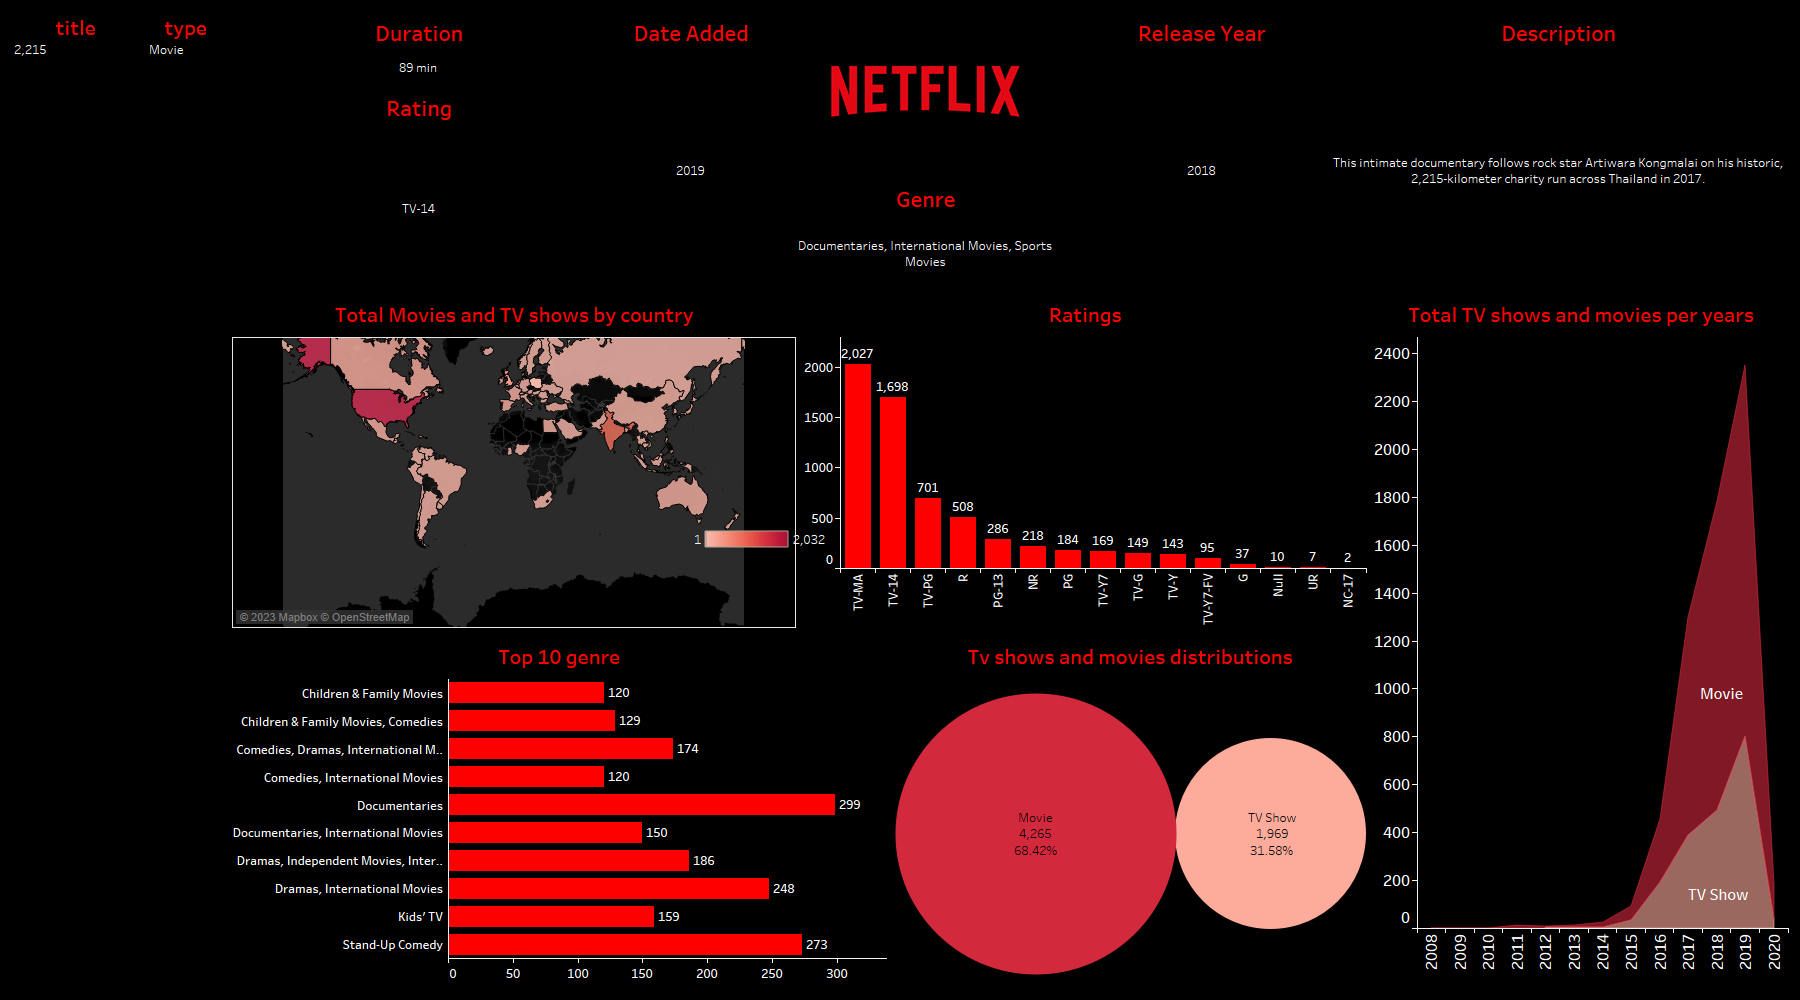 title
type
2,215
Movie
Duration
89 min
Rating
TV-14
Date Added
2019
NETFLIX
Genre
Documentaries, International Movies, Sports
Movies
Release Year
2018
Description
This intimate documentary follows rock star Artiwara Kongmalai on his historic,
2,215-kilometer charity run across Thailand in 2017.
Total Movies and TV shows by country
1
2,032
© 2023 Mapbox © OpenStreetMap
Ratings
2000
1500
1000
500
0
2,027
1,698
701
508
286
218
184
169
149
143
95
37
10
7
2
TV-MA
TV-14
TV-PG
R
PG-13
NR
PG
TV-Y7
TV-G
TV-Y
TV-Y7-FV
G
Null
UR
NC-17
Total TV shows and movies per years
2400
2200
2000
1800
1600
1400
1200
1000
800
600
400
200
0
Movie
TV Show
2008
2009
2010
2011
2012
2013
2014
2015
2016
2017
2018
2019
2020
Top 10 genre
Children & Family Movies 120
Children & Family Movies, Comedies 129
Comedies, Dramas, International M.. 174
Comedies, International Movies 120
Documentaries 299
Documentaries, International Movies 150
Dramas, Independent Movies, Inter.. 186
Dramas, International Movies 248
Kids' TV 159
Stand-Up Comedy 273
0 50 100 150 200 250 300
Tv shows and movies distributions
Movie
4,265
68.42%
TV Show
1,969
31.58%